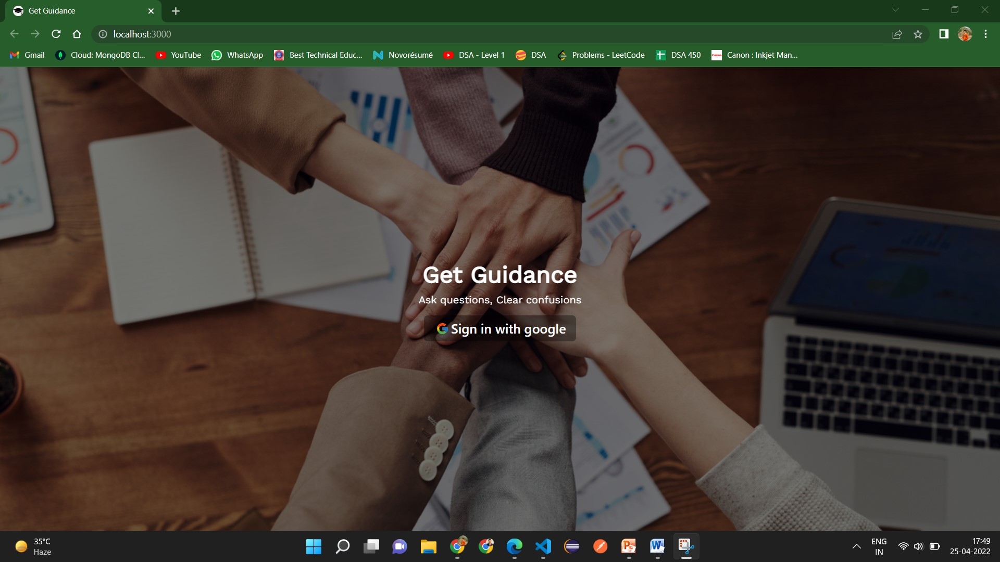 Get Guidance
localhost:3000
Gmail Cloud: MongoDB Cl... YouTube WhatsApp Best Technical Educ... Novorésumé DSA - Level 1 DSA Problems - LeetCode DSA 450 Canon : Inkjet Man...
Get Guidance
Ask questions, Clear confusions
Sign in with google
35°C
Haze
ENG
IN
17:49
25-04-2022